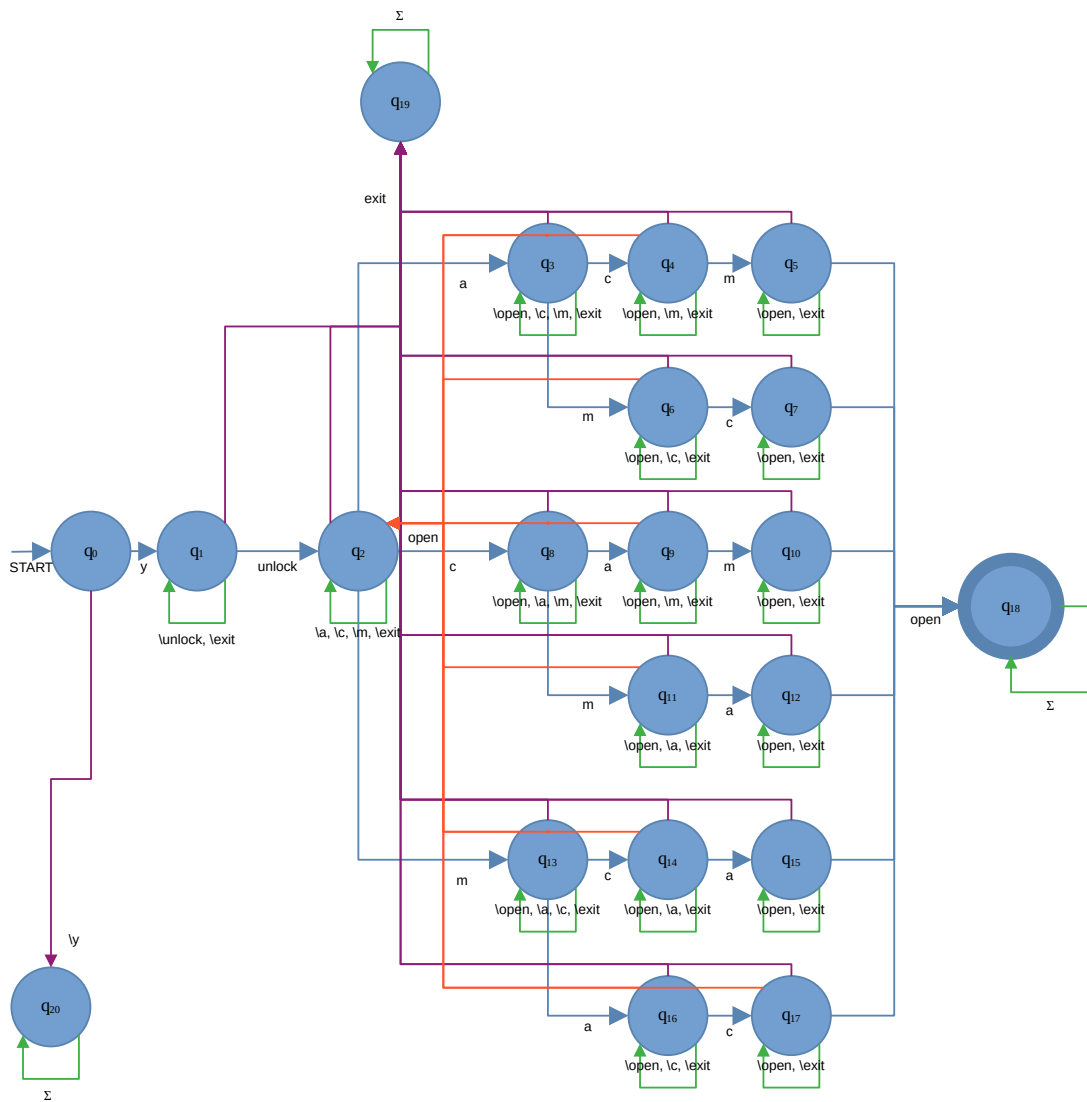 Σ
q19
exit
q3
q4
q5
a
c
m
\open, \c, \m, \exit
\open, \m, \exit
\open, \exit
q6
q7
m
c
\open, \c, \exit
\open, \exit
q0
q1
q2
open
q8
q9
q10
START
y
unlock
c
a
m
\open, \a, \m, \exit
\open, \m, \exit
\open, \exit
q18
open
\unlock, \exit
\a, \c, \m, \exit
q11
q12
m
a
Σ
\open, \a, \exit
\open, \exit
q13
q14
q15
m
c
a
\open, \a, \c, \exit
\open, \a, \exit
\open, \exit
\y
q20
q16
q17
a
c
\open, \c, \exit
\open, \exit
Σ